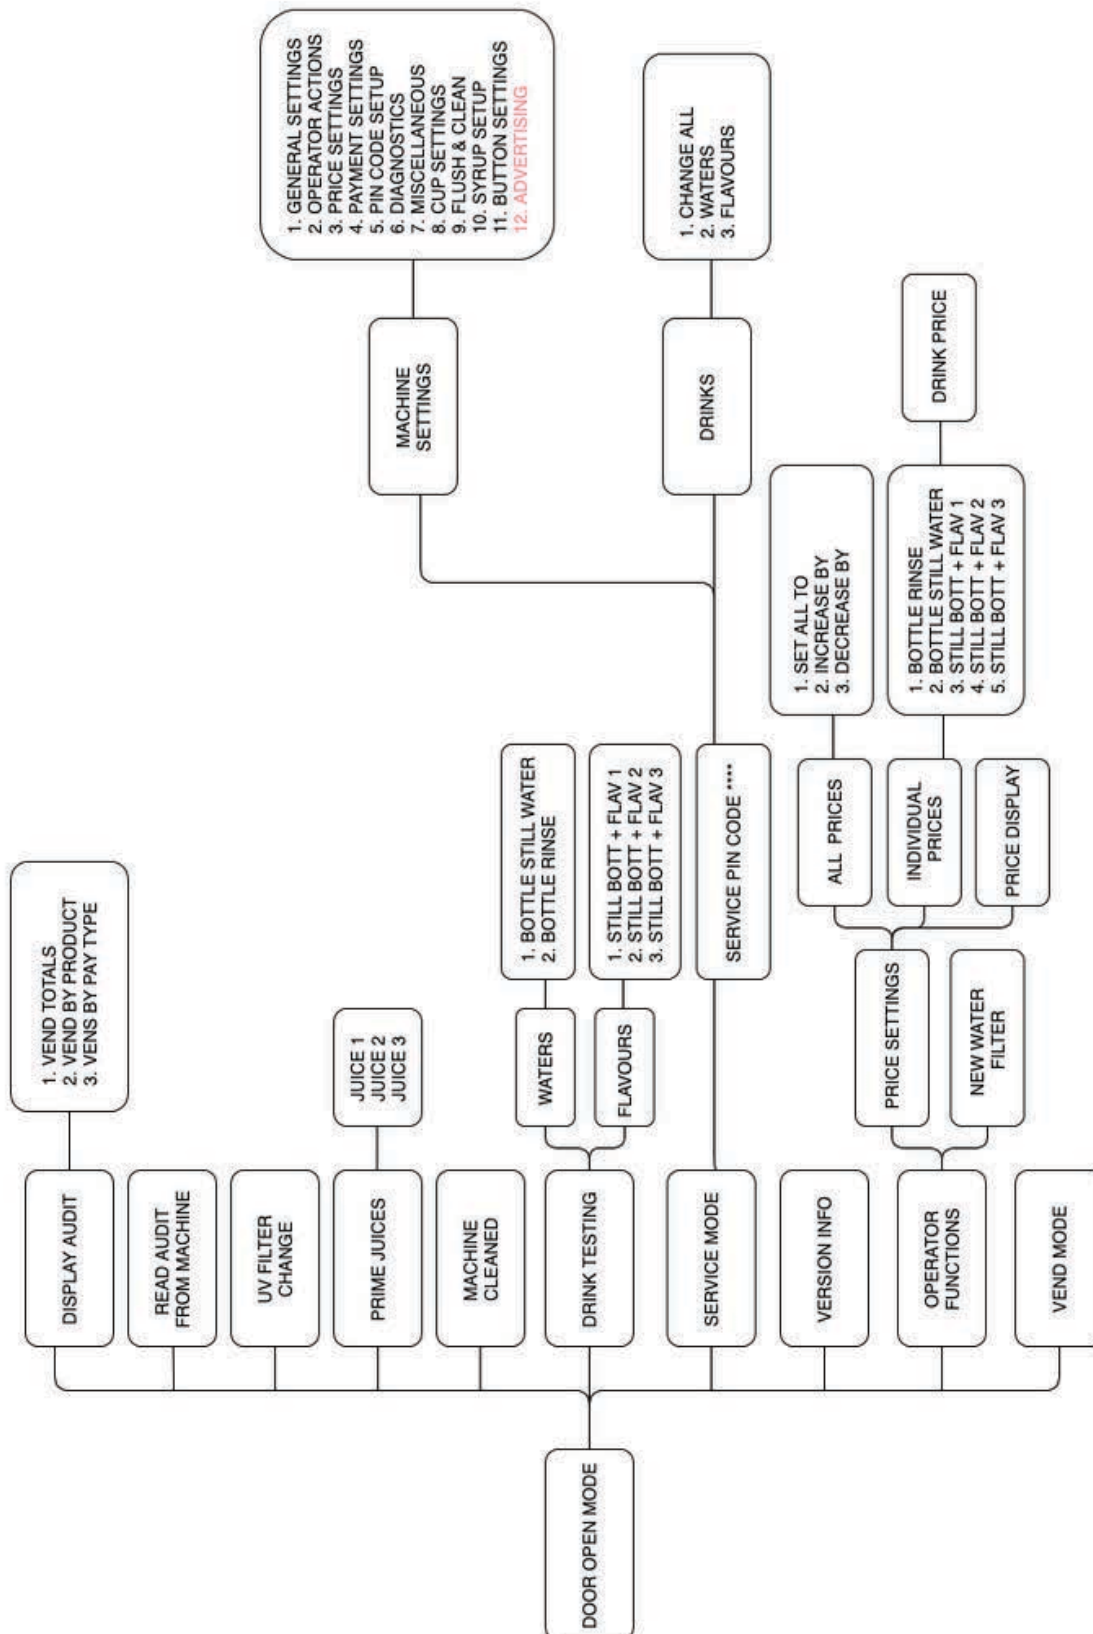 DOOR OPEN MODE
DISPLAY AUDIT
1. VEND TOTALS
2. VEND BY PRODUCT
3. VENS BY PAY TYPE
READ AUDIT
FROM MACHINE
UV FILTER
CHANGE
PRIME JUICES
JUICE 1
JUICE 2
JUICE 3
MACHINE
CLEANED
DRINK TESTING
WATERS
1. BOTTLE STILL WATER
2. BOTTLE RINSE
FLAVOURS
1. STILL BOTT + FLAV 1
2. STILL BOTT + FLAV 2
3. STILL BOTT + FLAV 3
SERVICE MODE
SERVICE PIN CODE ****
MACHINE
SETTINGS
1. GENERAL SETTINGS
2. OPERATOR ACTIONS
3. PRICE SETTINGS
4. PAYMENT SETTINGS
5. PIN CODE SETUP
6. DIAGNOSTICS
7. MISCELLANEOUS
8. CUP SETTINGS
9. FLUSH & CLEAN
10. SYRUP SETUP
11. BUTTON SETTINGS
12. ADVERTISING
DRINKS
1. CHANGE ALL
2. WATERS
3. FLAVOURS
VERSION INFO
OPERATOR
FUNCTIONS
PRICE SETTINGS
ALL PRICES
1. SET ALL TO
2. INCREASE BY
3. DECREASE BY
INDIVIDUAL
PRICES
1. BOTTLE RINSE
2. BOTTLE STILL WATER
3. STILL BOTT + FLAV 1
4. STILL BOTT + FLAV 2
5. STILL BOTT + FLAV 3
DRINK PRICE
PRICE DISPLAY
NEW WATER
FILTER
VEND MODE